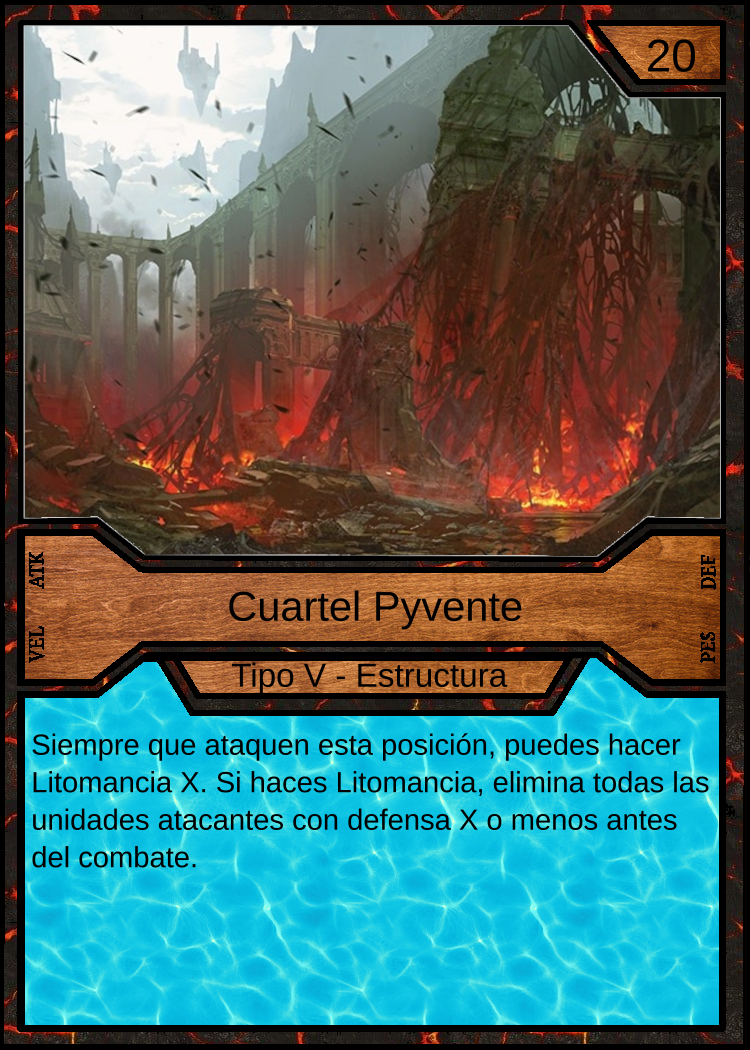 20
ATK
DEF
Cuartel Pyvente
VEL
PES
Tipo V - Estructura
Siempre que ataquen esta posición, puedes hacer
Litomancia X. Si haces Litomancia, elimina todas las
unidades atacantes con defensa X o menos antes
del combate.